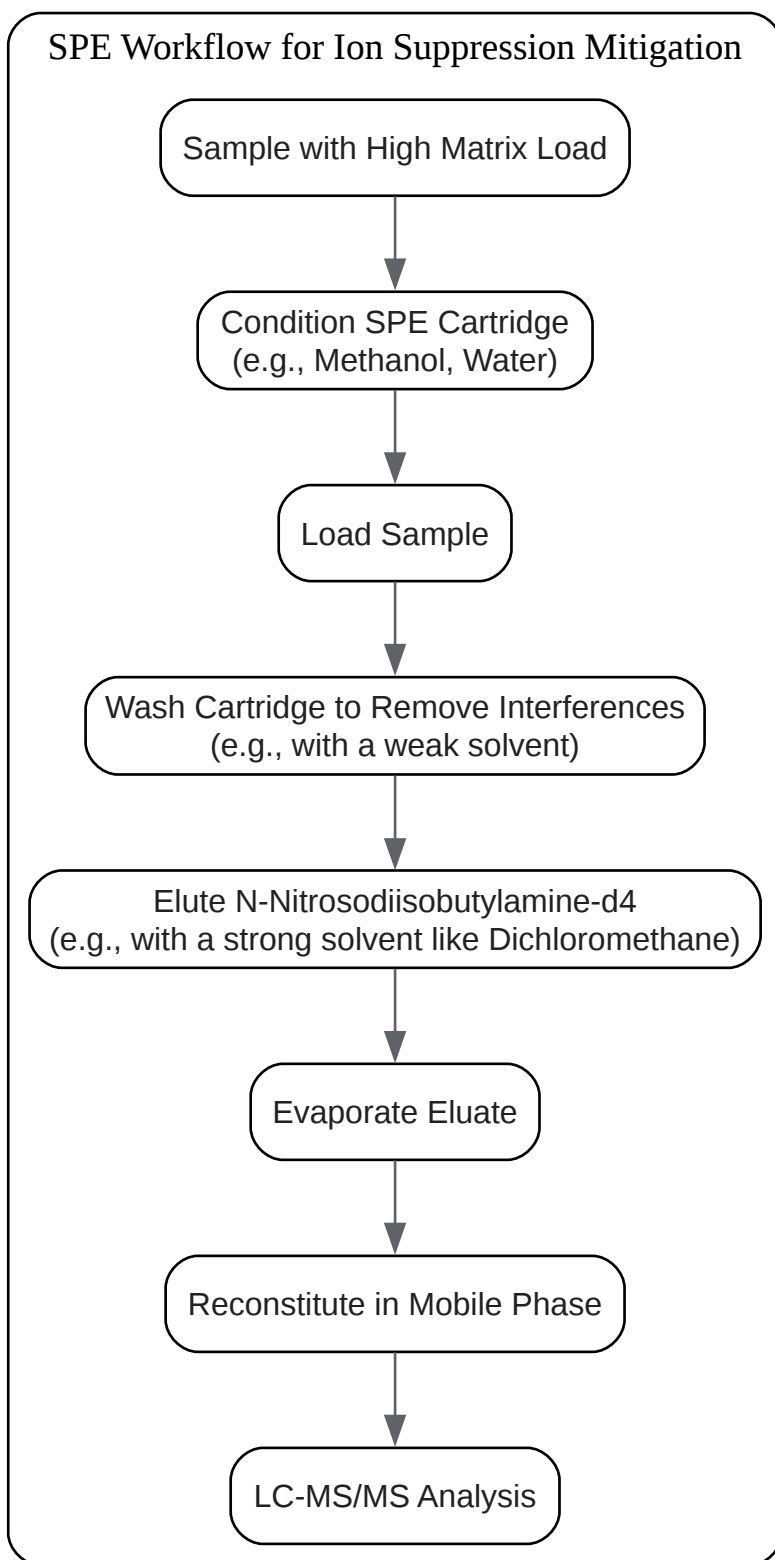 SPE Workflow for Ion Suppression Mitigation
Sample with High Matrix Load
Condition SPE Cartridge
(e.g., Methanol, Water)
Load Sample
Wash Cartridge to Remove Interferences
(e.g., with a weak solvent)
Elute N-Nitrosodiisobutylamine-d4
(e.g., with a strong solvent like Dichloromethane)
Evaporate Eluate
Reconstitute in Mobile Phase
LC-MS/MS Analysis